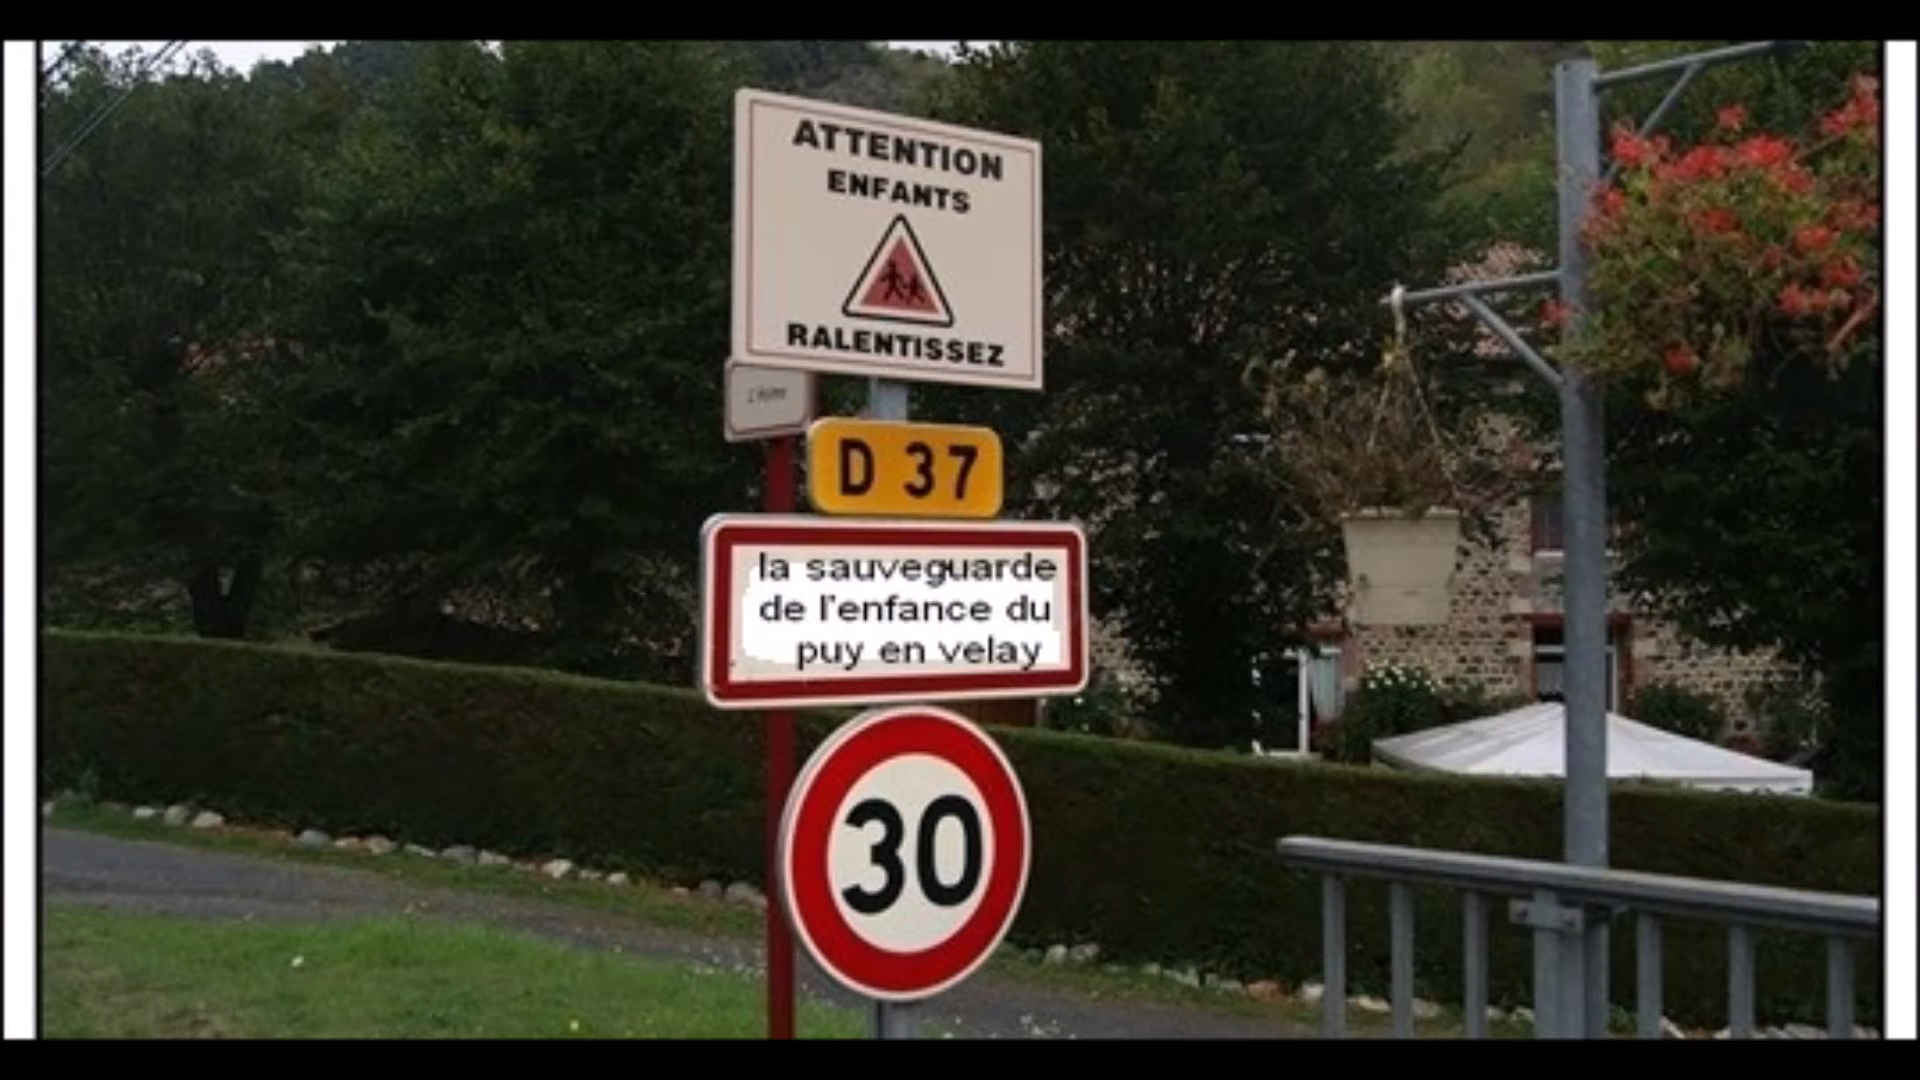 ATTENTION
ENFANTS
RALENTISSEZ
D 37
la sauveguarde
de l'enfance du
puy en velay
30